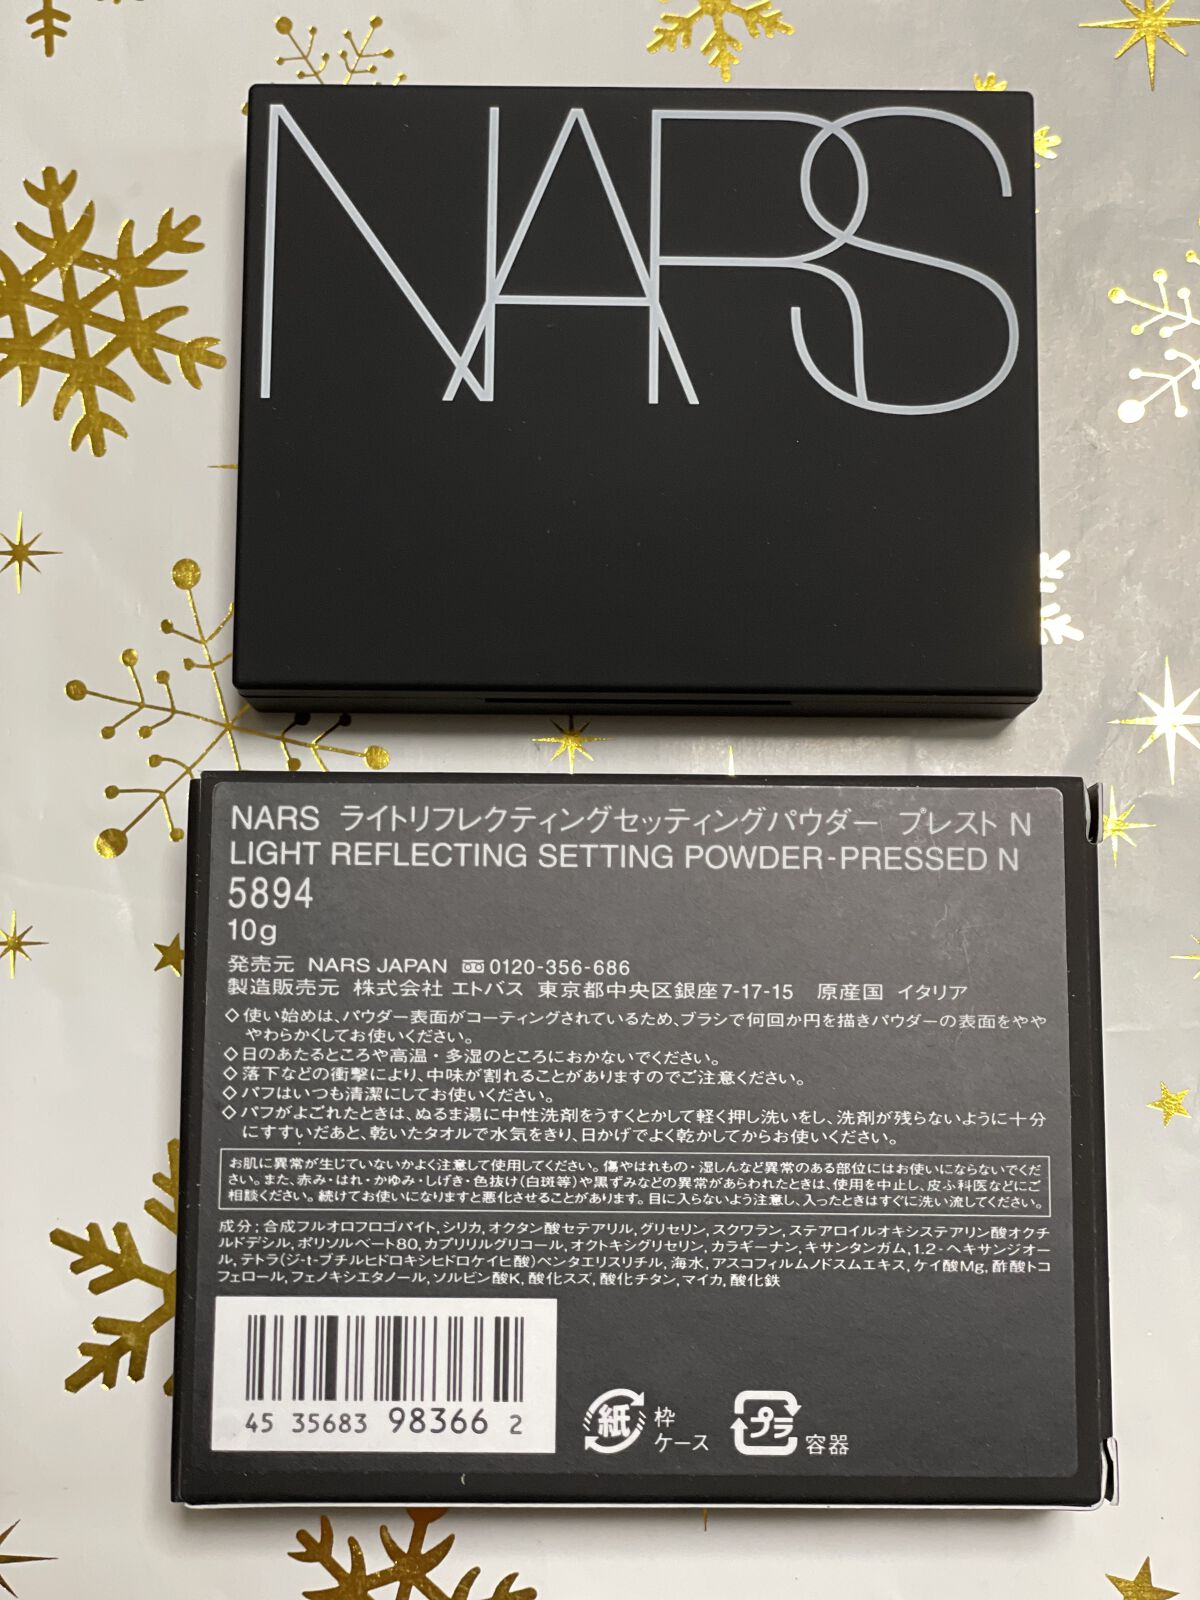 NARS
NARS ライトリフレクティングセッティングパウダー プレスト N
LIGHT REFLECTING SETTING POWDER-PRESSED N
5894
10g
発売元 NARS JAPAN 0120-356-686
製造販売元 株式会社 エトバス 東京都中央区銀座7-17-15 原産国 イタリア
◇使い始めは、パウダー表面がコーティングされているため、ブラシで何回か円を描きパウダーの表面をやや
やわらかくしてお使いください。
◇日のあたるところや高温・多湿のところにおかないでください。
◇落下などの衝撃により、中味が割れることがありますのでご注意ください。
◇パフはいつも清潔にしてお使いください。
◇パフがよごれたときは、ぬるま湯に中性洗剤をうすくとかして軽く押し洗いをし、洗剤が残らないように十分
にすすいだあと、乾いたタオルで水気をきり、日かげでよく乾かしてからお使いください。
お肌に異常が生じていないかよく注意して使用してください。傷やはれもの・湿しんなど異常のある部位にはお使いにならないでくだ
さい。また、赤み・はれ・かゆみ・しげき・色抜け(白斑等)や黒ずみなどの異常があらわれたときは、使用を中止し、皮ふ科医などにご
相談ください。続けてお使いになりますと悪化させることがあります。目に入らないよう注意し、入ったときはすぐに洗い流してください。
成分:合成フルオロフロゴパイト,シリカ,オクタン酸セテアリル,グリセリン,スクワラン,ステアロイルオキシステアリン酸オクチ
ルドデシル,ポリソルベート80,カプリリルグリコール,オクトキシグリセリン,カラギーナン,キサンタンガム,1.2-ヘキサンジオー
ル,テトラ(ジ-t-ブチルヒドロキシヒドロケイヒ酸)ペンタエリスリチル,海水,アスコフィルムノドスムエキス,ケイ酸Mg,酢酸トコ
フェロール,フェノキシエタノール,ソルビン酸K,酸化スズ,酸化チタン,マイカ,酸化鉄
45 35683 98366 2
紙 枠
ケース
プラ 容器